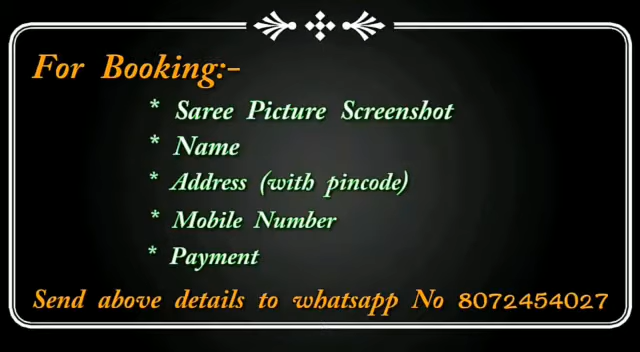 For Booking:-
* Saree Picture Screenshot
* Name
* Address (with pincode)
* Mobile Number
* Payment
Send above details to whatsapp No 8072454027